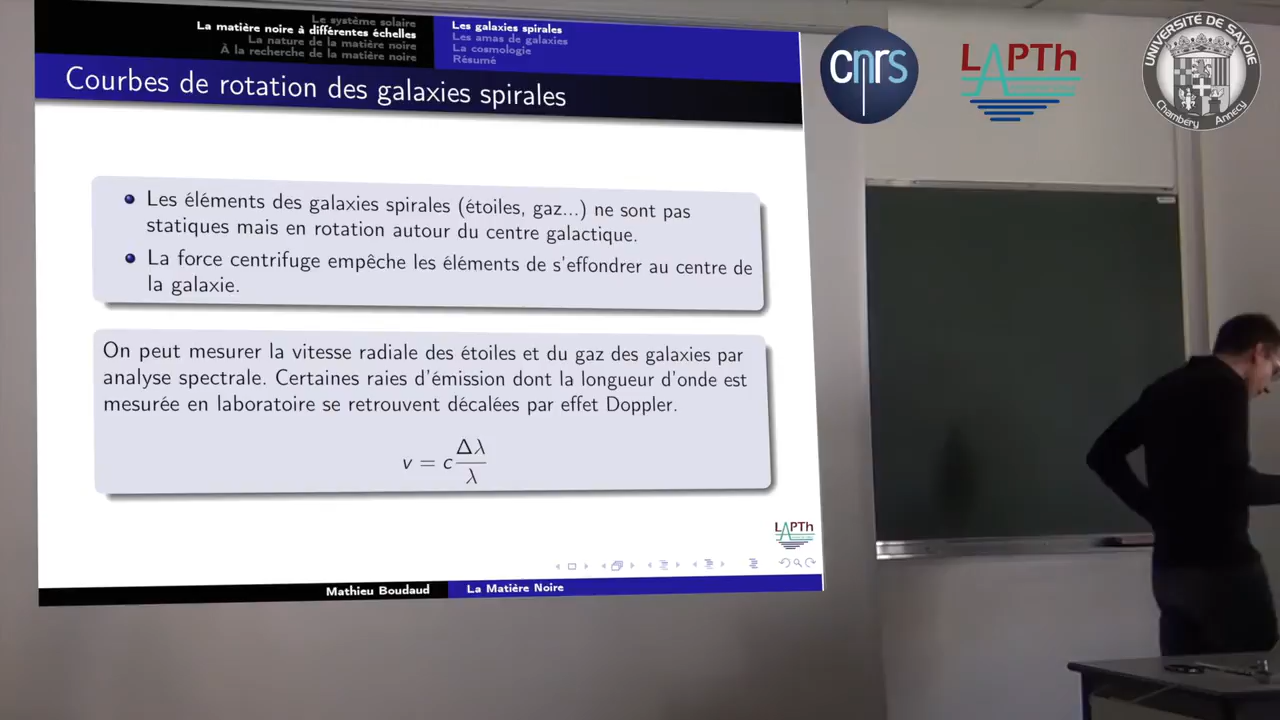 Le système solaire
La matière noire à différentes échelles
La nature de la matière noire
À la recherche de la matière noire
Les galaxies spirales
Les amas de galaxies
La cosmologie
Résumé
Courbes de rotation des galaxies spirales
Les éléments des galaxies spirales (étoiles, gaz...) ne sont pas
statiques mais en rotation autour du centre galactique.
La force centrifuge empêche les éléments de s'effondrer au centre de
la galaxie.
On peut mesurer la vitesse radiale des étoiles et du gaz des galaxies par
analyse spectrale. Certaines raies d'émission dont la longueur d'onde est
mesurée en laboratoire se retrouvent décalées par effet Doppler.
v = c Δλ/λ
LAPTh
Mathieu Boudaud
La Matière Noire
cnrs
LAPTh
UNIVERSITÉ DE SAVOIE
Chambéry Annecy